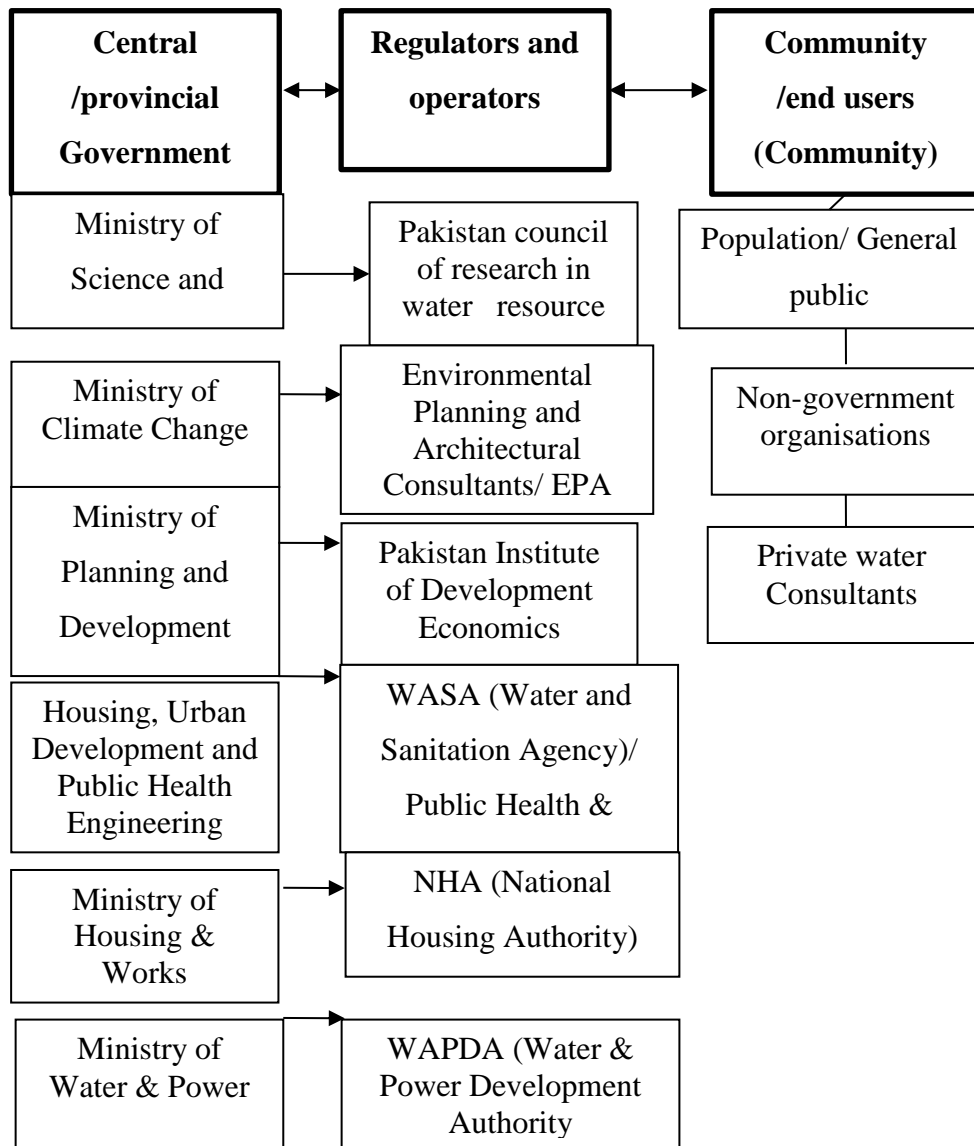 Central
/provincial
Government
Regulators and
operators
Community
/end users
(Community)
Ministry of
Science and
Pakistan council
of research in
water resource
Population/ General
public
Ministry of
Climate Change
Environmental
Planning and
Architectural
Consultants/ EPA
Non-government
organisations
Ministry of
Planning and
Development
Pakistan Institute
of Development
Economics
Private water
Consultants
Housing, Urban
Development and
Public Health
Engineering
WASA (Water and
Sanitation Agency)/
Public Health &
Ministry of
Housing &
Works
NHA (National
Housing Authority)
Ministry of
Water & Power
WAPDA (Water &
Power Development
Authority